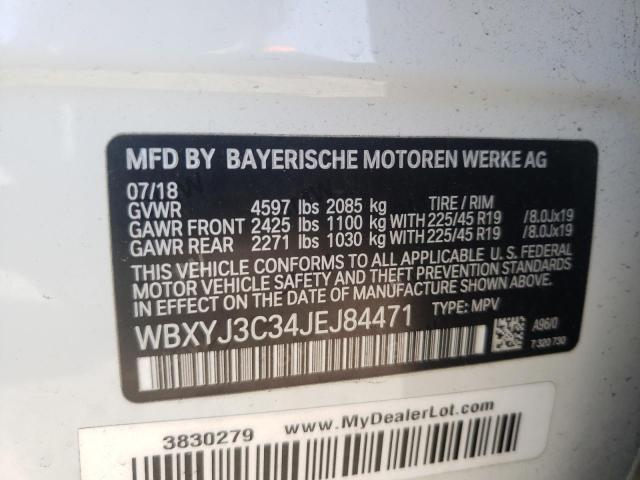 MFD BY BAYERISCHE MOTOREN WERKE AG
07/18
GVWR 4597 lbs 2085 kg TIRE / RIM
GAWR FRONT 2425 lbs 1100 kg WITH 225/45 R19 /8.0Jx19
GAWR REAR 2271 lbs 1030 kg WITH 225/45 R19 /8.0Jx19
THIS VEHICLE CONFORMS TO ALL APPLICABLE U. S. FEDERAL
MOTOR VEHICLE SAFETY AND THEFT PREVENTION STANDARDS
IN EFFECT ON THE DATE OF MANUFACTURE SHOWN ABOVE.
WBXYJ3C34JEJ84471 TYPE: MPV
A96/0
7 320 730
3830279 www.MyDealerLot.com